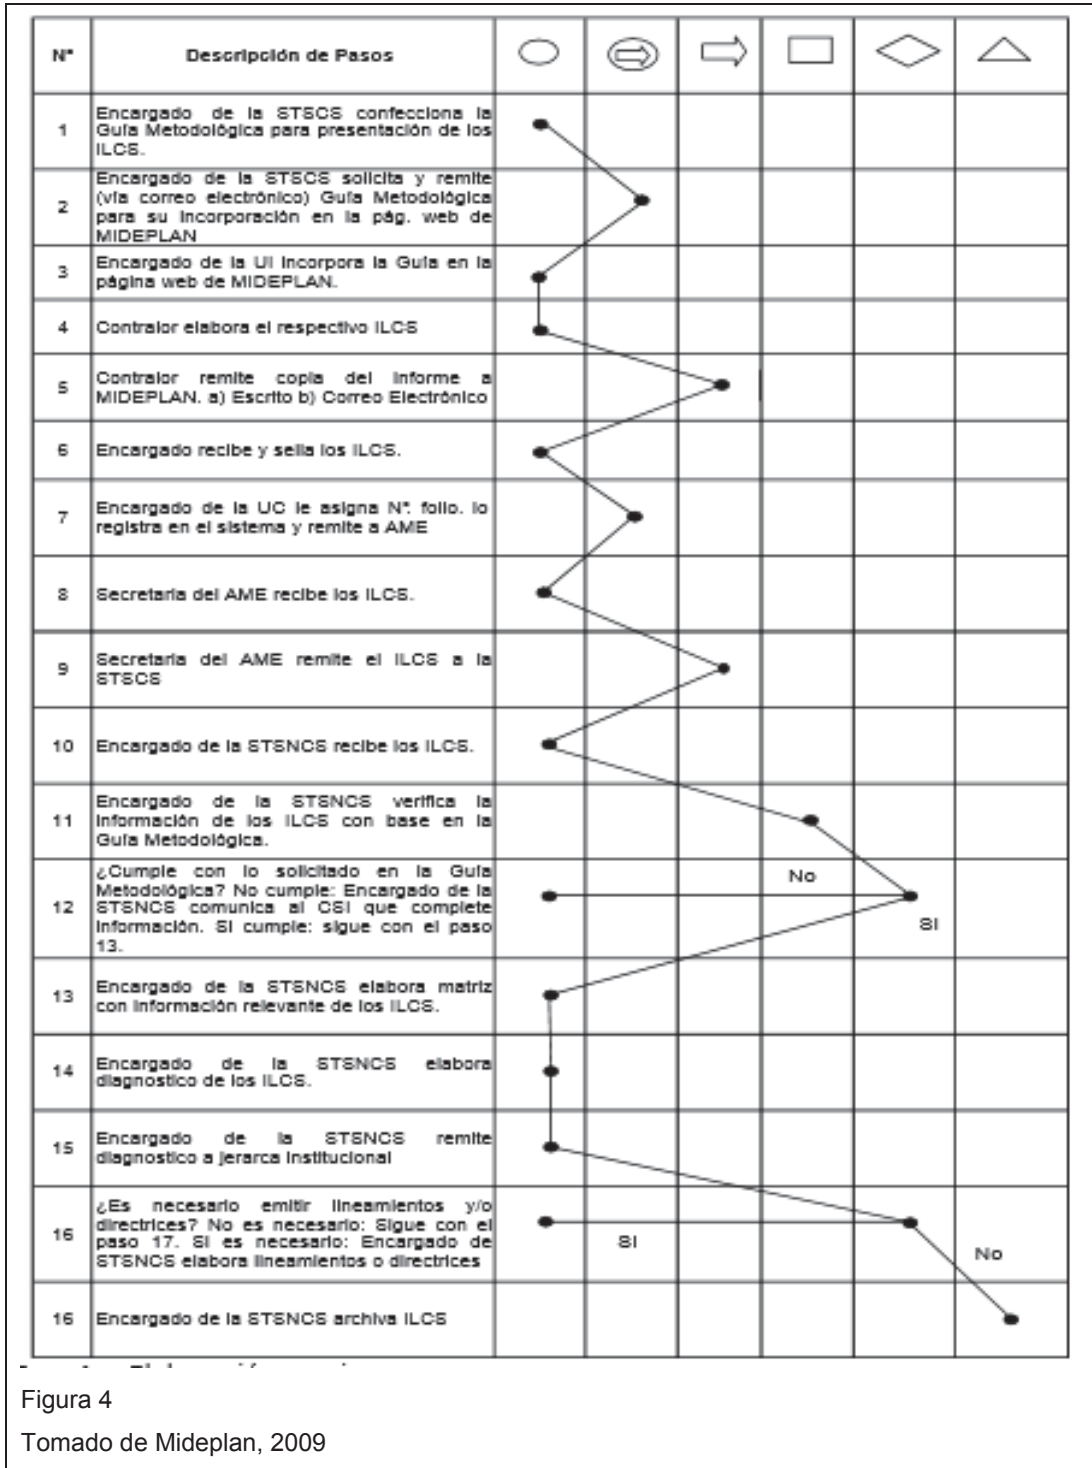 N° Descripción de Pasos
1
Encargado de la STSCS confecciona la
Guía Metodológica para presentación de los
ILCS.
2
Encargado de la STSCS solicita y remite
(vía correo electrónico) Guía Metodológica
para su incorporación en la pág. web de
MIDEPLAN
3
Encargado de la UI incorpora la Guía en la
página web de MIDEPLAN.
4
Contralor elabora el respectivo ILCS
5
Contralor remite copia del informe a
MIDEPLAN. a) Escrito b) Correo Electrónico
6
Encargado recibe y sella los ILCS.
7
Encargado de la UC le asigna N°. folio. lo
registra en el sistema y remite a AME
8
Secretaria del AME recibe los ILCS.
9
Secretaria del AME remite el ILCS a la
STSCS
10
Encargado de la STSNCS recibe los ILCS.
11
Encargado de la STSNCS verifica la
información de los ILCS con base en la
Guía Metodológica.
12
¿Cumple con lo solicitado en la Guía
Metodológica? No cumple: Encargado de la
STSNCS comunica al CSI que complete
información. Si cumple: sigue con el paso
13.
No
SI
13
Encargado de la STSNCS elabora matriz
con información relevante de los ILCS.
14
Encargado de la STSNCS elabora
diagnostico de los ILCS.
15
Encargado de la STSNCS remite
diagnostico a jerarca institucional
16
¿Es necesario emitir lineamientos y/o
directrices? No es necesario: Sigue con el
paso 17. Si es necesario: Encargado de
STSNCS elabora lineamientos o directrices
SI
No
16
Encargado de la STSNCS archiva ILCS
Figura 4
Tomado de Mideplan, 2009